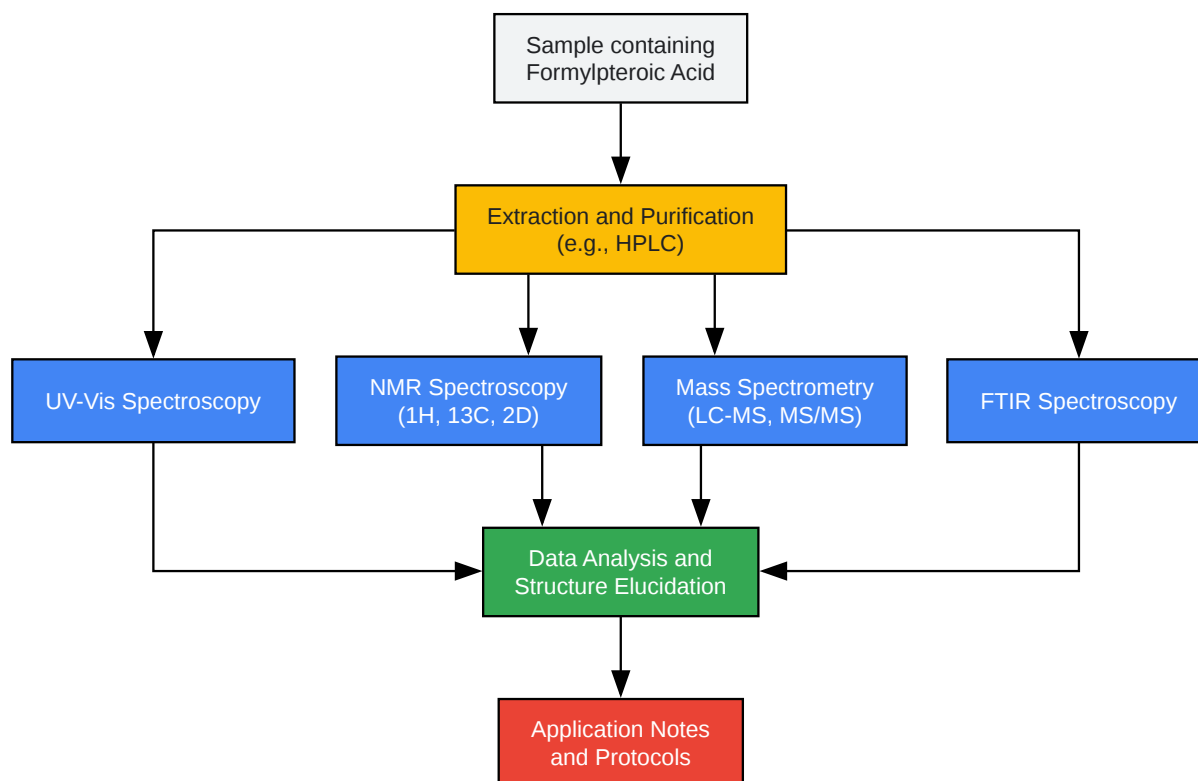 Sample containing
Formylpteroic Acid
Extraction and Purification
(e.g., HPLC)
UV-Vis Spectroscopy
NMR Spectroscopy
(1H, 13C, 2D)
Mass Spectrometry
(LC-MS, MS/MS)
FTIR Spectroscopy
Data Analysis and
Structure Elucidation
Application Notes
and Protocols